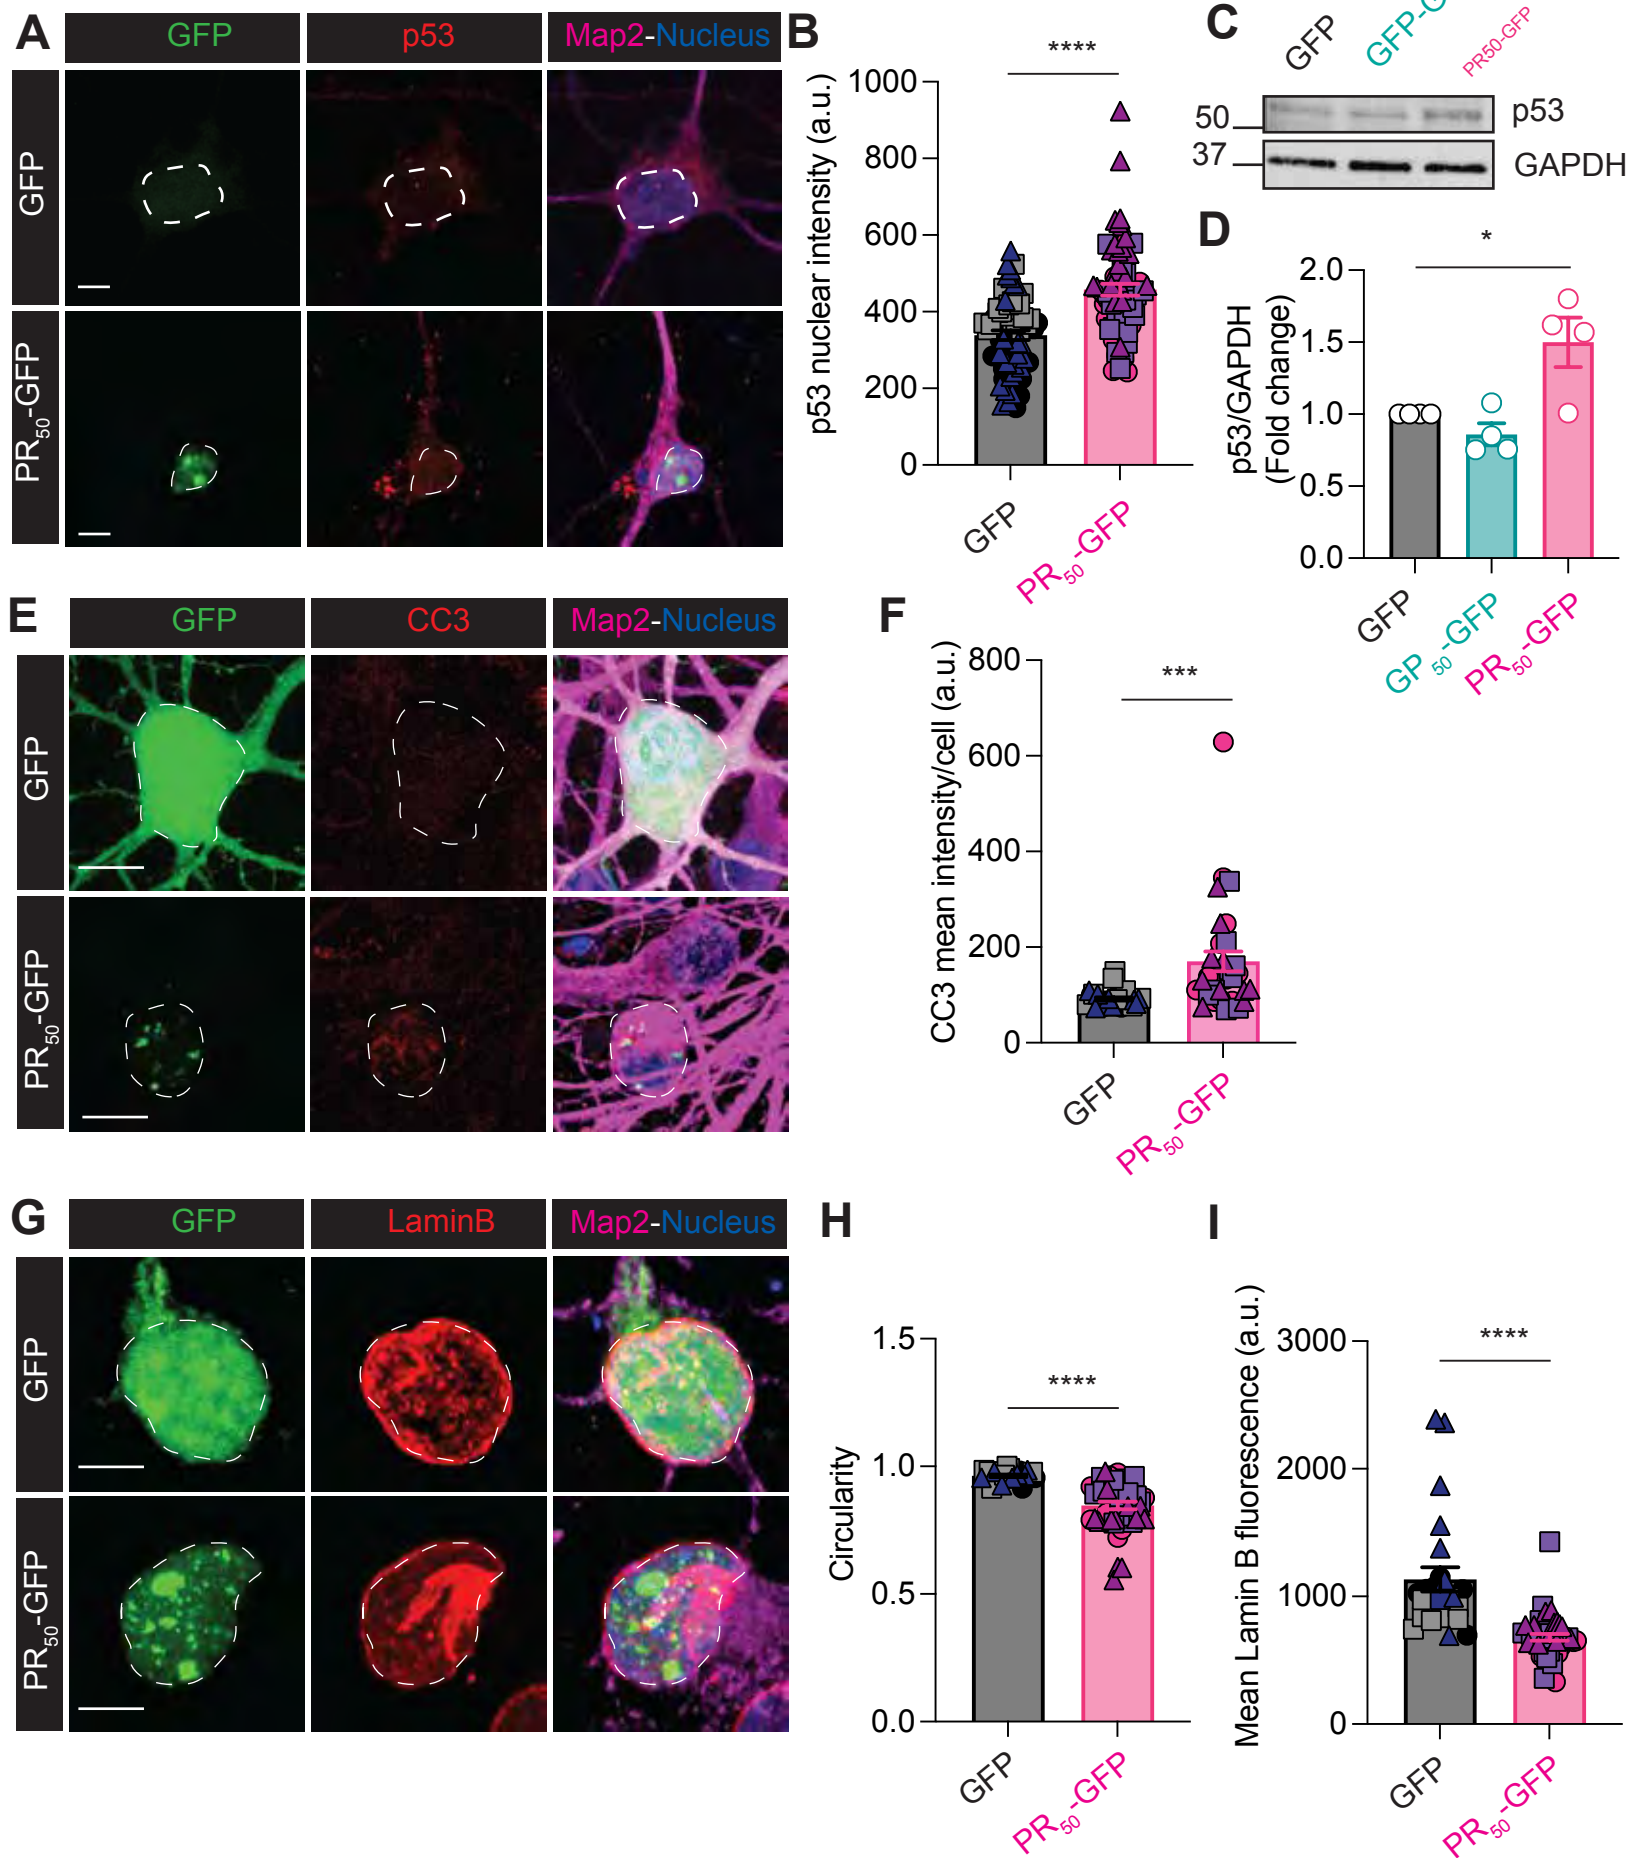 A
GFP
p53
Map2-Nucleus
GFP
PR50-GFP
B
****
p53 nuclear intensity (a.u.)
1000
800
600
400
200
0
GFP
PR50-GFP
C
GFP
PR50-GFP
50
p53
37
GAPDH
D
*
p53/GAPDH
(Fold change)
2.0
1.5
1.0
0.5
0.0
GFP
GP50-GFP
PR50-GFP
E
GFP
CC3
Map2-Nucleus
GFP
PR50-GFP
F
***
CC3 mean intensity/cell (a.u.)
800
600
400
200
0
GFP
PR50-GFP
G
GFP
LaminB
Map2-Nucleus
GFP
PR50-GFP
H
****
Circularity
1.5
1.0
0.5
0.0
GFP
PR50-GFP
I
****
Mean Lamin B fluorescence (a.u.)
3000
2000
1000
0
GFP
PR50-GFP